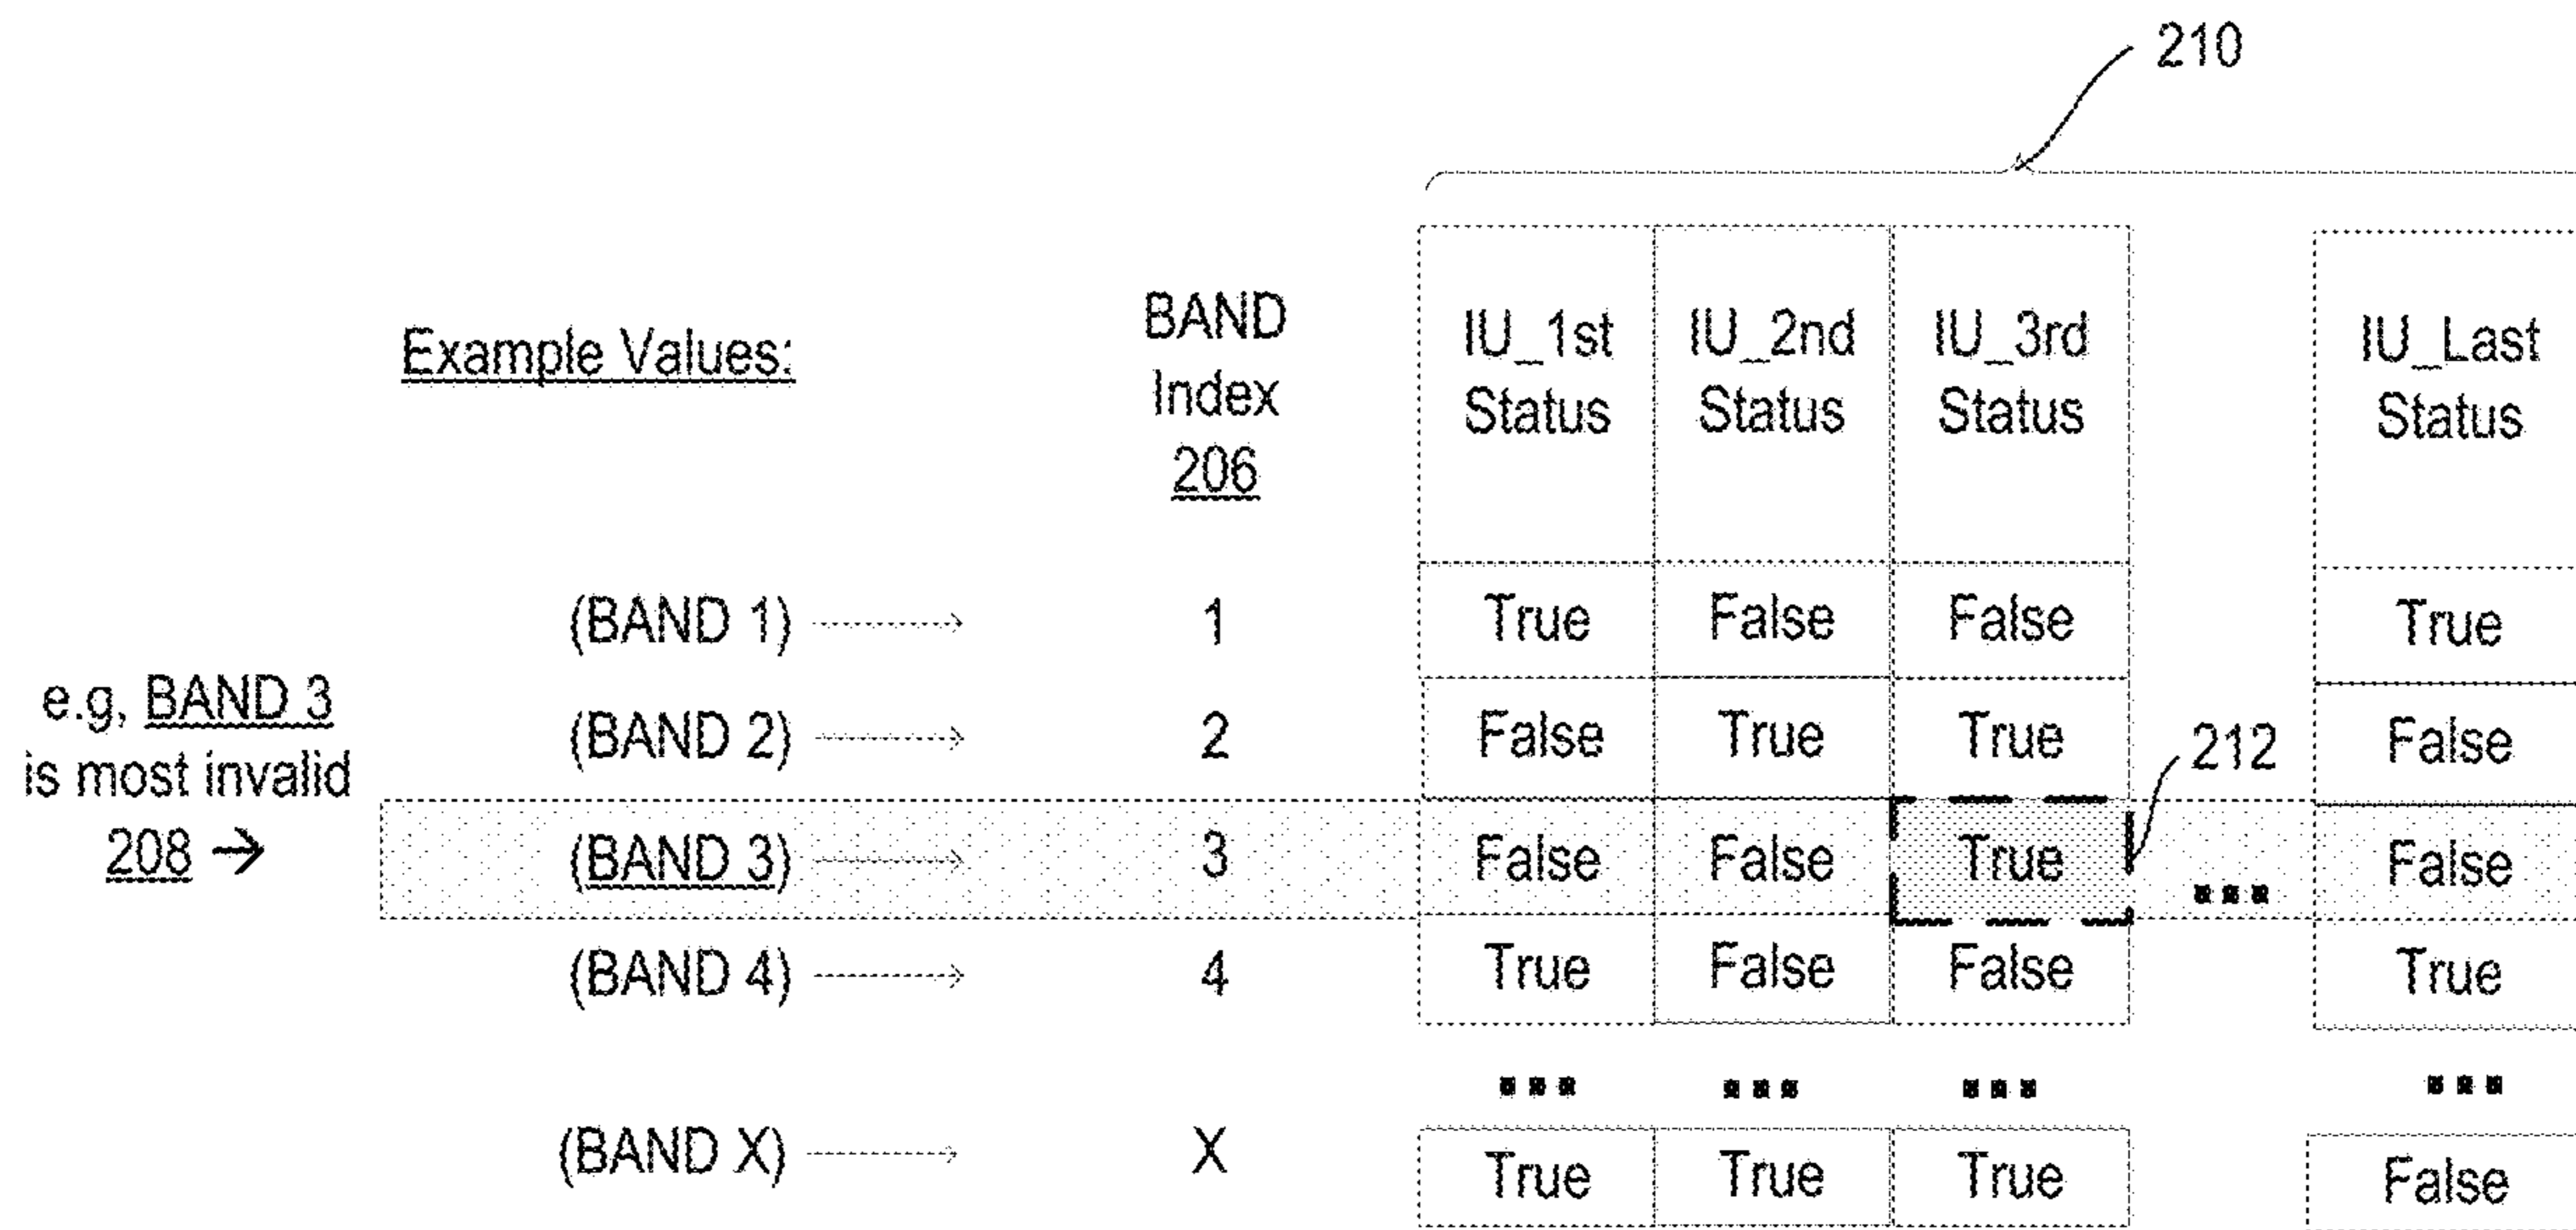 210
Example Values:
BAND
Index
206
IU_1st
Status
IU_2nd
Status
IU_3rd
Status
IU_Last
Status
(BAND 1) 1 True False False True
(BAND 2) 2 False True True False
e.g, BAND 3
is most invalid
208 →
212
(BAND 3) 3 False False True ... False
(BAND 4) 4 True False False True
... ... ... ...
(BAND X) X True True True False